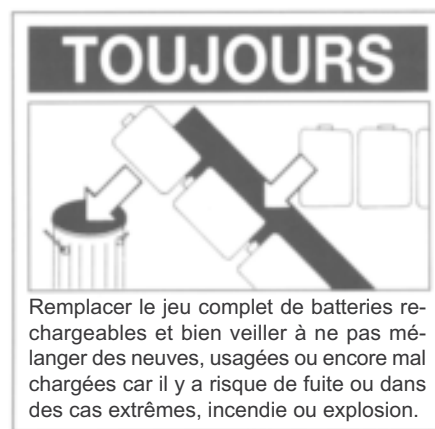 TOUJOURS
Remplacer le jeu complet de batteries re-
chargeables et bien veiller à ne pas mé-
langer des neuves, usagées ou encore mal
chargées car il y a risque de fuite ou dans
des cas extrêmes, incendie ou explosion.